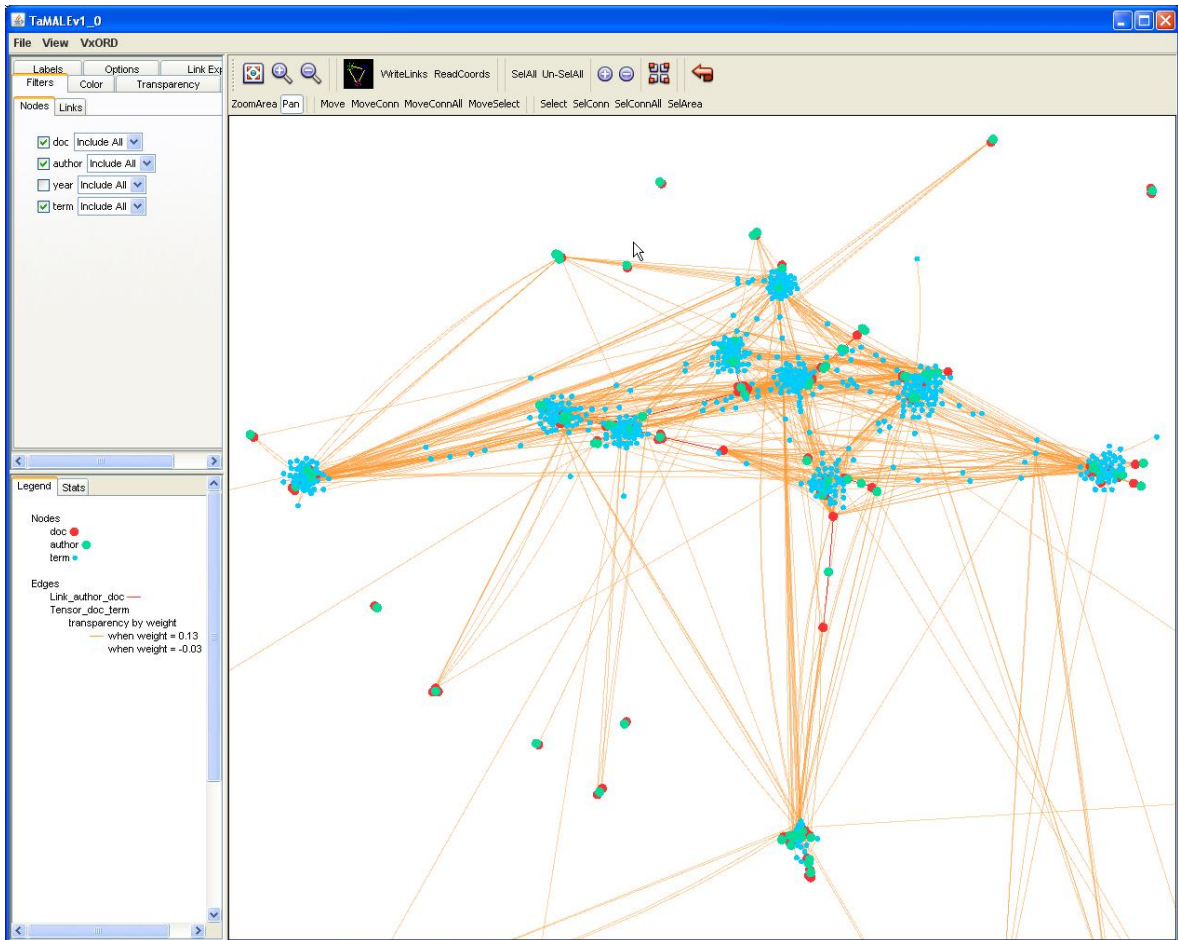 TaMALEv1_0
File View VxORD
Labels Options Link Exp
Filters Color Transparency
Nodes Links
doc Include All
author Include All
year Include All
term Include All
WriteLinks ReadCoords SelAll Un-SelAll
ZoomArea Pan Move MoveConn MoveConnAll MoveSelect Select SelConn SelConnAll SelArea
Legend Stats
Nodes
doc
author
term
Edges
Link_author_doc
Tensor_doc_term
transparency by weight
when weight = 0.13
when weight = -0.03